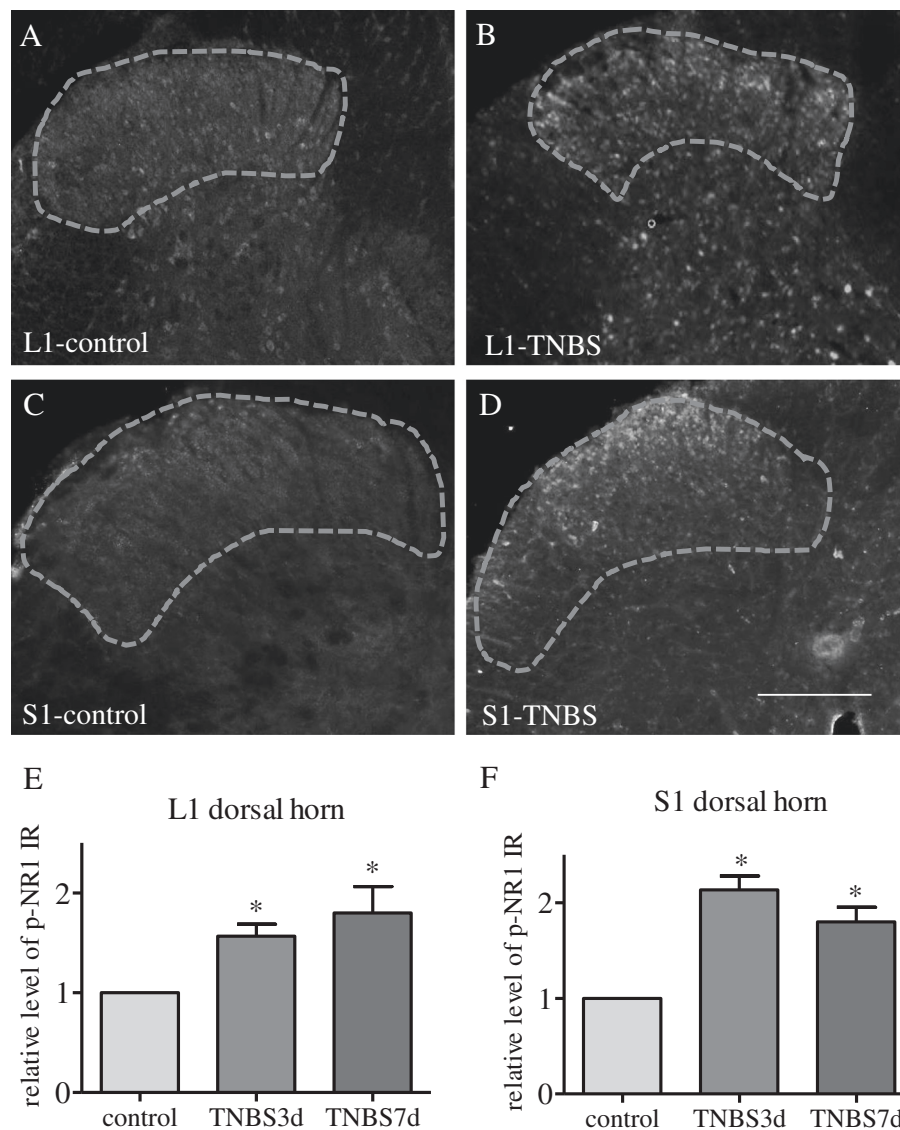 A
B
L1-control
L1-TNBS
C
D
S1-control
S1-TNBS
E
L1 dorsal horn
relative level of p-NR1 IR
2
1
0
*
*
control
TNBS3d
TNBS7d
F
S1 dorsal horn
relative level of p-NR1 IR
2
1
0
*
*
control
TNBS3d
TNBS7d